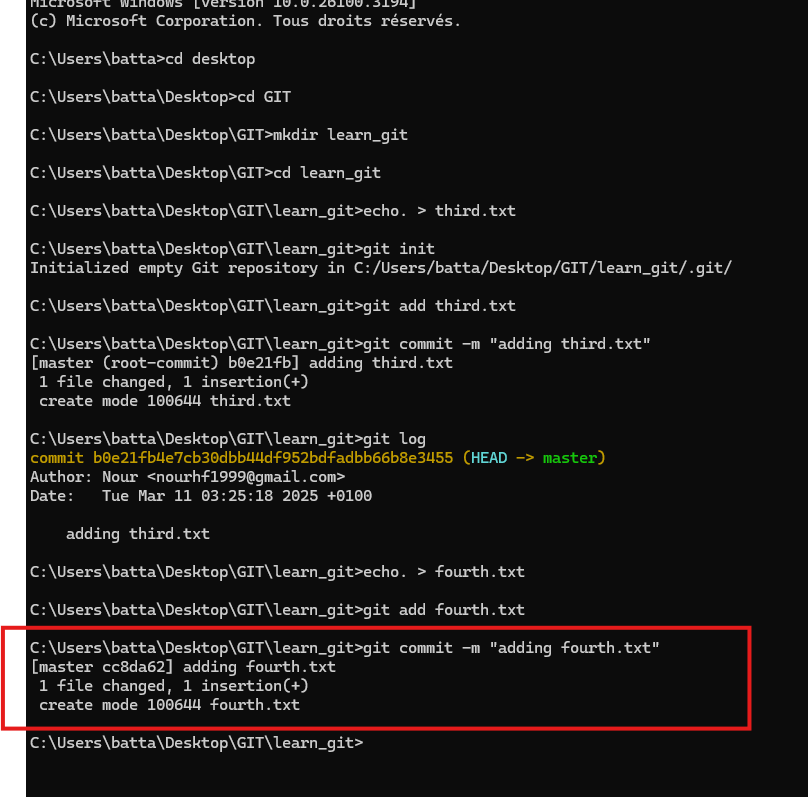 Microsoft Windows [version 10.0.26100.3194]
(c) Microsoft Corporation. Tous droits réservés.
C:\Users\batta>cd desktop
C:\Users\batta\Desktop>cd GIT
C:\Users\batta\Desktop\GIT>mkdir learn_git
C:\Users\batta\Desktop\GIT>cd learn_git
C:\Users\batta\Desktop\GIT\learn_git>echo. > third.txt
C:\Users\batta\Desktop\GIT\learn_git>git init
Initialized empty Git repository in C:/Users/batta/Desktop/GIT/learn_git/.git/
C:\Users\batta\Desktop\GIT\learn_git>git add third.txt
C:\Users\batta\Desktop\GIT\learn_git>git commit -m "adding third.txt"
[master (root-commit) b0e21fb] adding third.txt
 1 file changed, 1 insertion(+)
 create mode 100644 third.txt
C:\Users\batta\Desktop\GIT\learn_git>git log
commit b0e21fb4e7cb30dbb44df952bdfadbb66b8e3455 (HEAD -> master)
Author: Nour <nourhf1999@gmail.com>
Date:   Tue Mar 11 03:25:18 2025 +0100
    adding third.txt
C:\Users\batta\Desktop\GIT\learn_git>echo. > fourth.txt
C:\Users\batta\Desktop\GIT\learn_git>git add fourth.txt
C:\Users\batta\Desktop\GIT\learn_git>git commit -m "adding fourth.txt"
[master cc8da62] adding fourth.txt
 1 file changed, 1 insertion(+)
 create mode 100644 fourth.txt
C:\Users\batta\Desktop\GIT\learn_git>